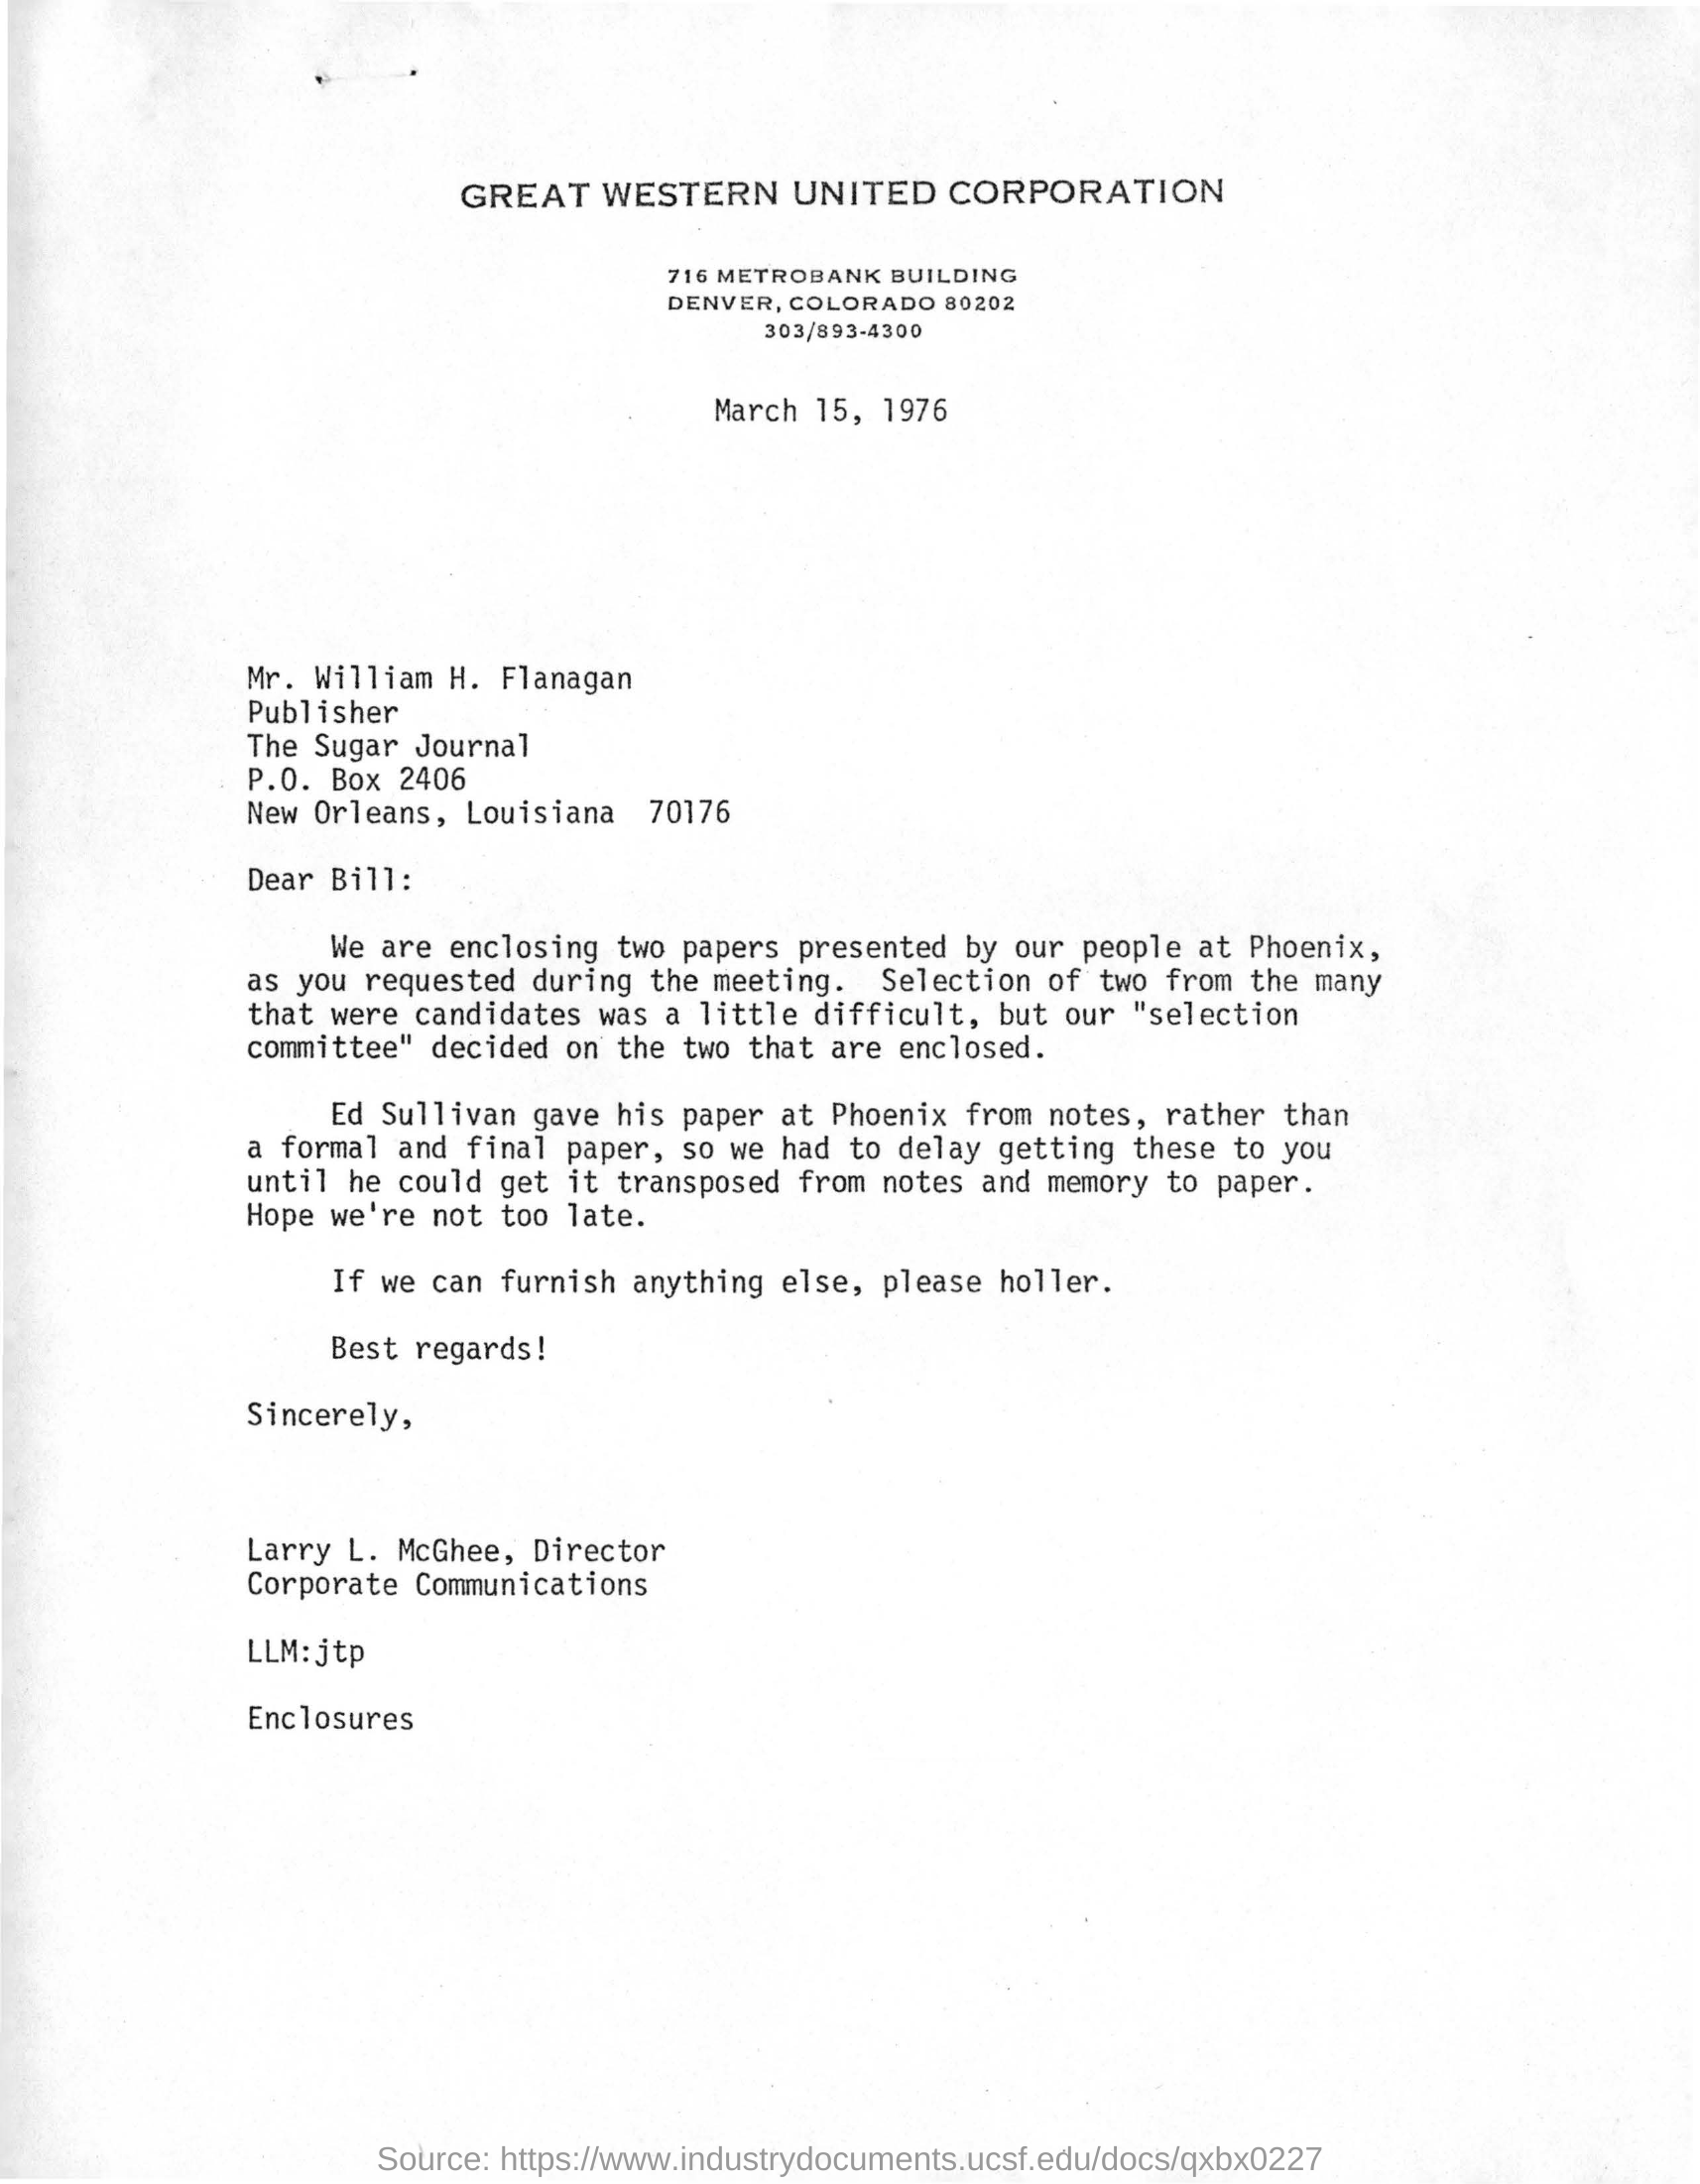 GREAT WESTERN UNITED CORPORATION
716 METROBANK BUILDING
DENVER, COLORADO 80202
303/893-4300
March 15, 1976
Mr. William H. Flanagan
Publisher
The Sugar Journal
P.O. Box 2406
New Orleans, Louisiana 70176
Dear Bill:
We are enclosing two papers presented by our people at Phoenix,
as you requested during the meeting. Selection of two from the many
that were candidates was a little difficult, but our "selection
committee" decided on the two that are enclosed.
Ed Sullivan gave his paper at Phoenix from notes, rather than
a formal and final paper, so we had to delay getting these to you
until he could get it transposed from notes and memory to paper.
Hope we're not too late.
If we can furnish anything else, please holler.
Best regards!
Sincerely,
Larry L. McGhee, Director
Corporate Communications
LLM:jtp
Enclosures
Source: https://www.industrydocuments.ucsf.edu/docs/qxbx0227